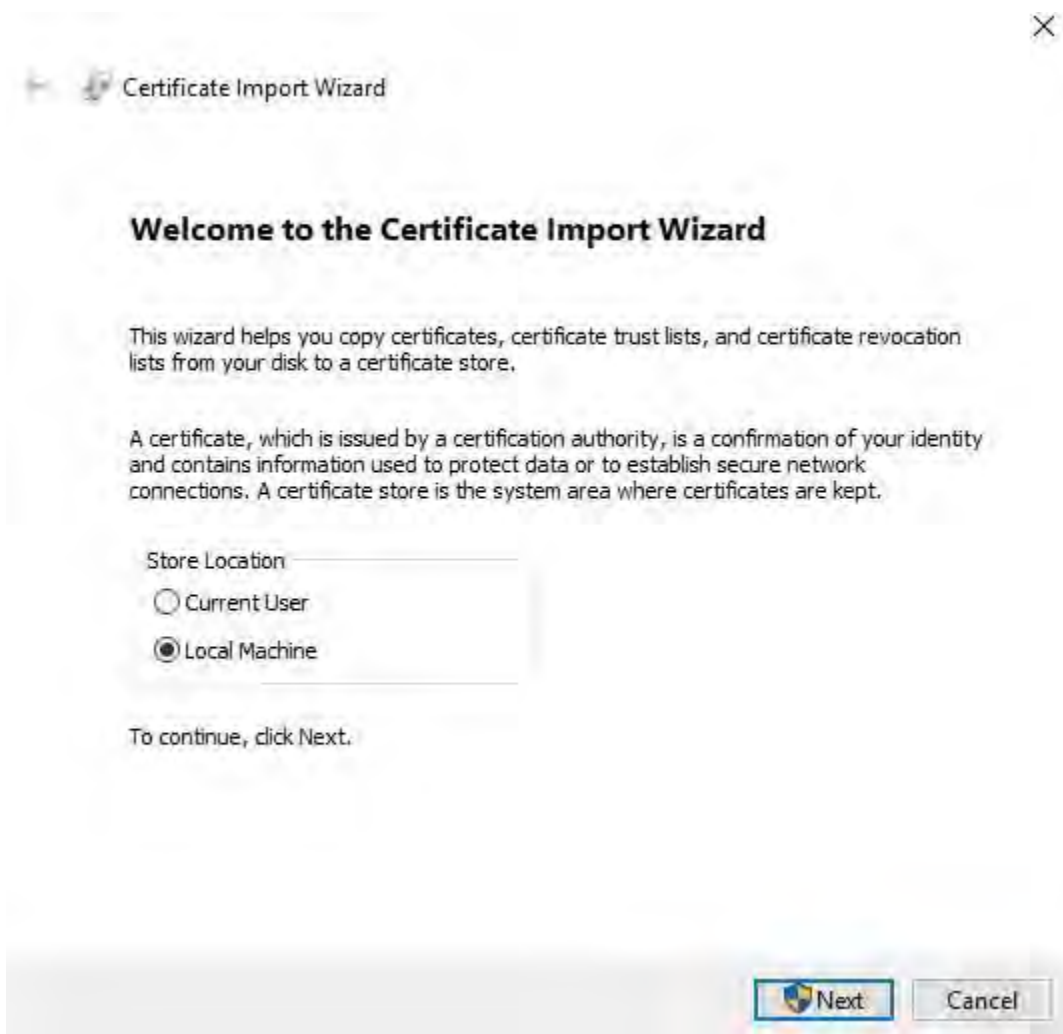 Certificate Import Wizard
Welcome to the Certificate Import Wizard
This wizard helps you copy certificates, certificate trust lists, and certificate revocation
lists from your disk to a certificate store.
A certificate, which is issued by a certification authority, is a confirmation of your identity
and contains information used to protect data or to establish secure network
connections. A certificate store is the system area where certificates are kept.
Store Location
Current User
Local Machine
To continue, click Next.
Next
Cancel